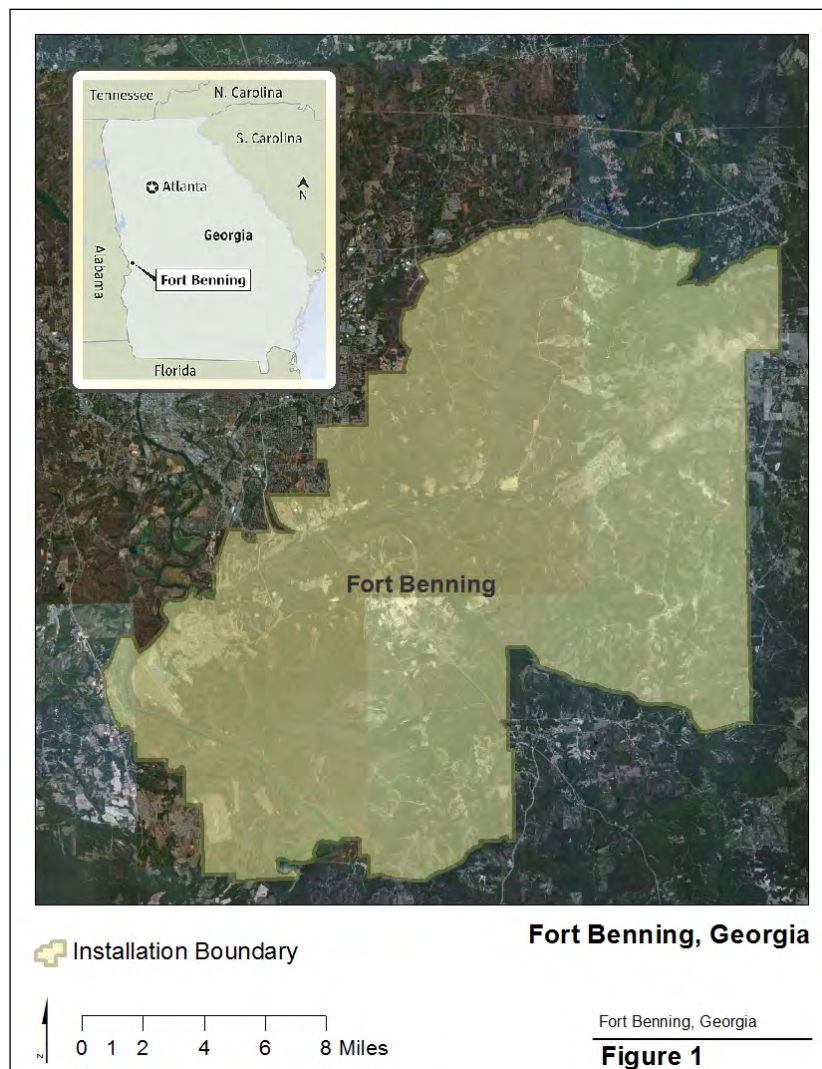 Tennessee
N. Carolina
S. Carolina
Atlanta
N
Georgia
Alabama
Fort Benning
Florida
Fort Benning
Fort Benning, Georgia
Installation Boundary
N
0 1 2 4 6 8 Miles
Fort Benning, Georgia
Figure 1